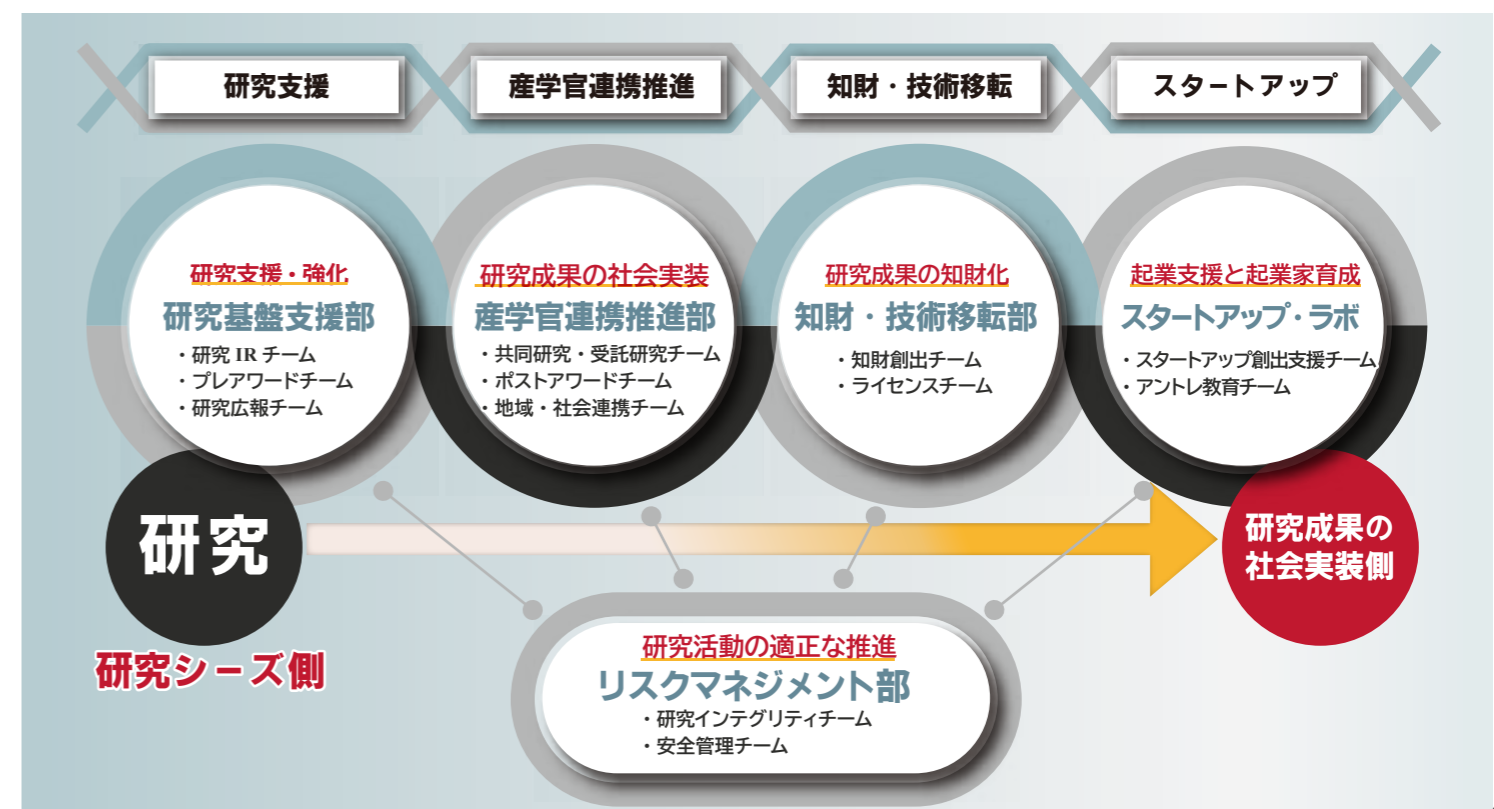 研究支援
産学官連携推進
知財・技術移転
スタートアップ
研究支援・強化
研究基盤支援部
・研究 IR チーム
・プレアワードチーム
・研究広報チーム
研究成果の社会実装
産学官連携推進部
・共同研究・受託研究チーム
・ポストアワードチーム
・地域・社会連携チーム
研究成果の知財化
知財・技術移転部
・知財創出チーム
・ライセンスチーム
起業支援と起業家育成
スタートアップ・ラボ
・スタートアップ創出支援チーム
・アントレ教育チーム
研究
研究シーズ側
研究成果の
社会実装側
研究活動の適正な推進
リスクマネジメント部
・研究インテグリティチーム
・安全管理チーム